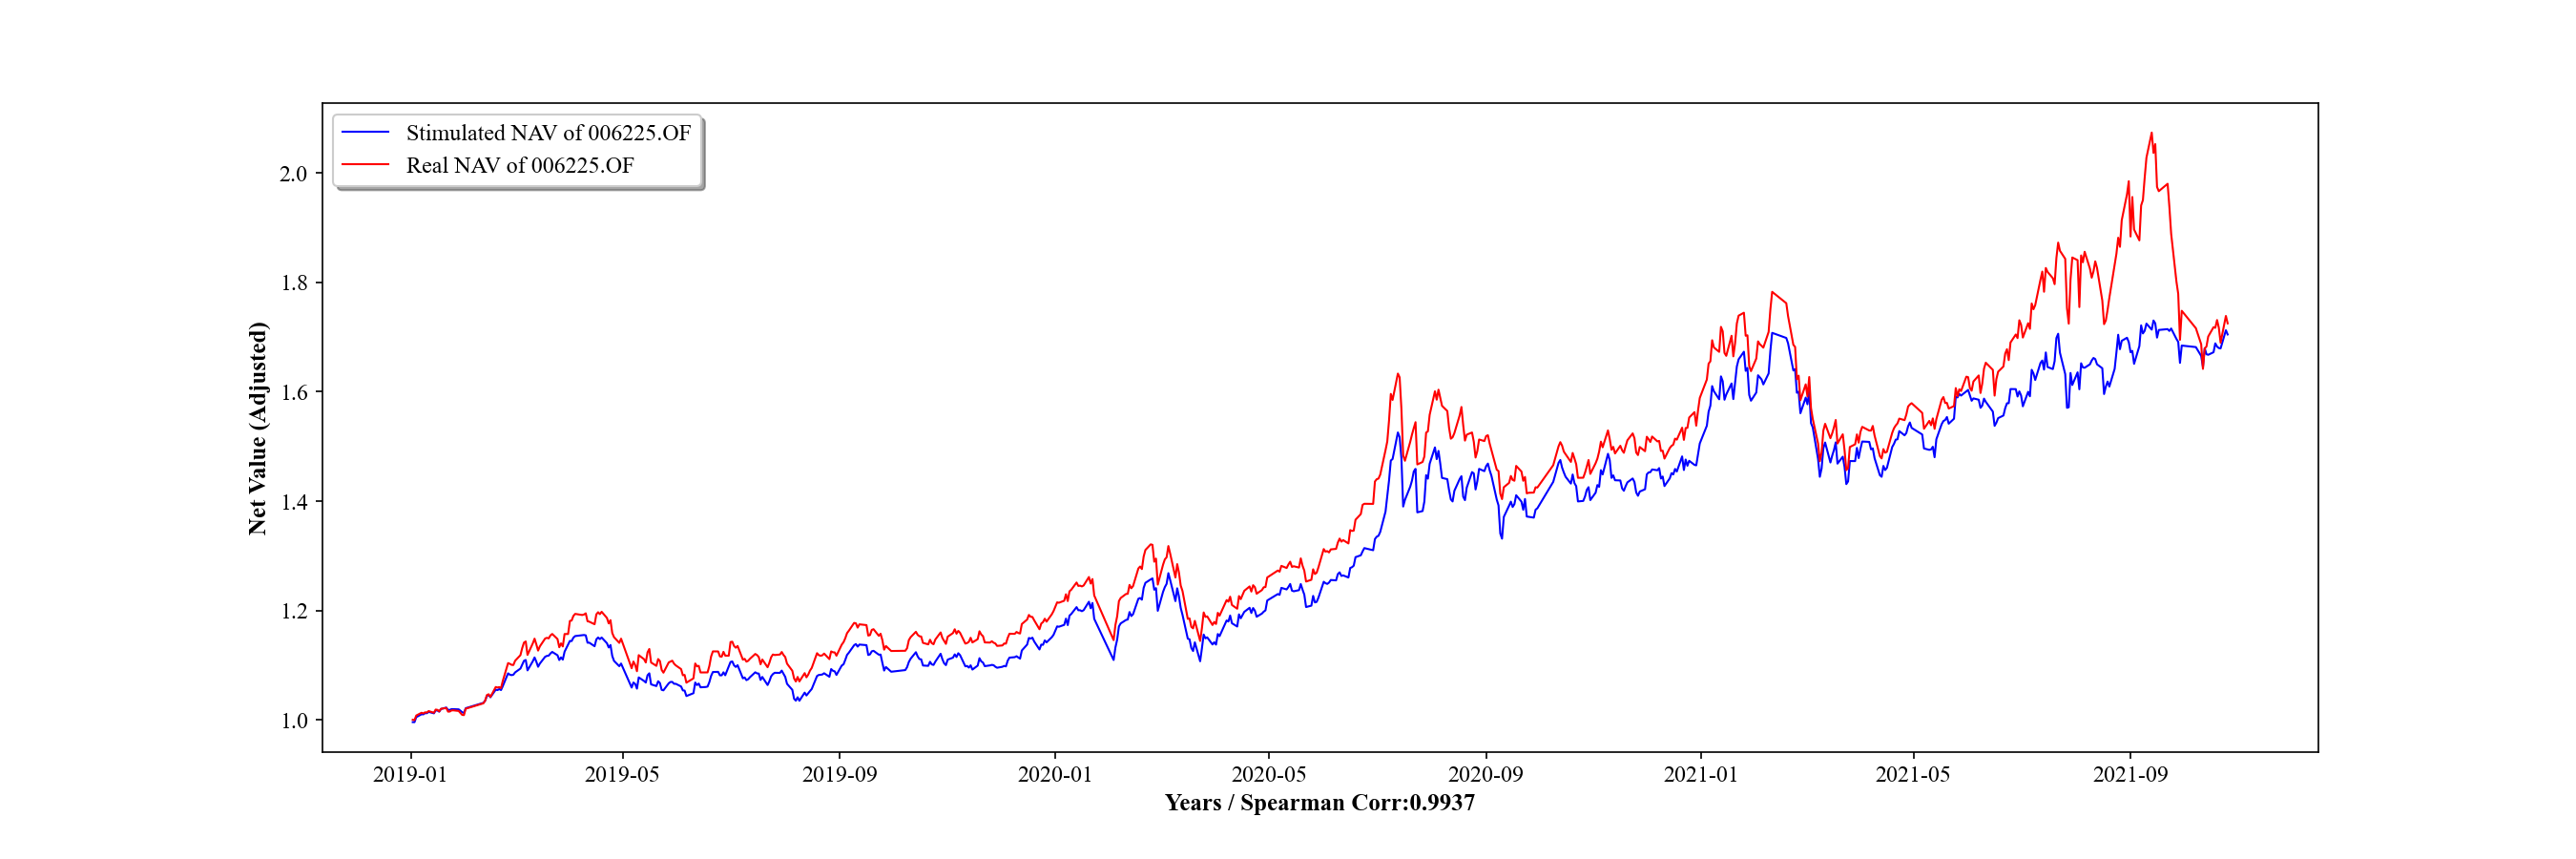 Stimulated NAV of 006225.OF
Real NAV of 006225.OF
Net Value (Adjusted)
2.0
1.8
1.6
1.4
1.2
1.0
2019-01 2019-05 2019-09 2020-01 2020-05 2020-09 2021-01 2021-05 2021-09
Years / Spearman Corr:0.9937